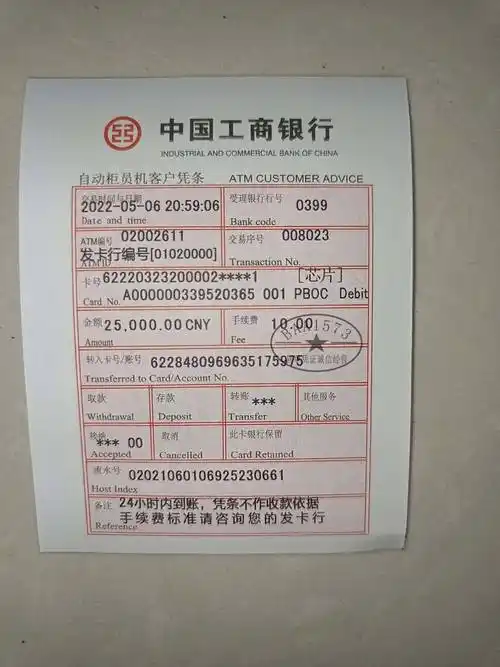 中国工商银行
INDUSTRIAL AND COMMERCIAL BANK OF CHINA
自动柜员机客户凭条 ATM CUSTOMER ADVICE
交易时间与日期 受理银行行号
2022-05-06 20:59:06 0399
Date and time Bank code
ATM编号 02002611 交易序号 008023
发卡行编号[01020000]
ATM ID Transaction No.
卡号 62220323200002****1 [芯片]
Card No. A0000003395203​65 001 PBOC Debit
金额 25,000.00 CNY 手续费 10.00
Amount Fee
BAN1573
转入卡号/账号 6228480969635175975
Transferred to Card/Account No.
取款 存款 转账 *** 其他服务
Withdrawal Deposit Transfer Other Service
*** 00 取消 此卡银行保留
Accepted Cancelled Card Retained
流水号 02021060106925230661
Host Index
备注 24小时内到账，凭条不作收款依据
手续费标准请咨询您的发卡行
Reference